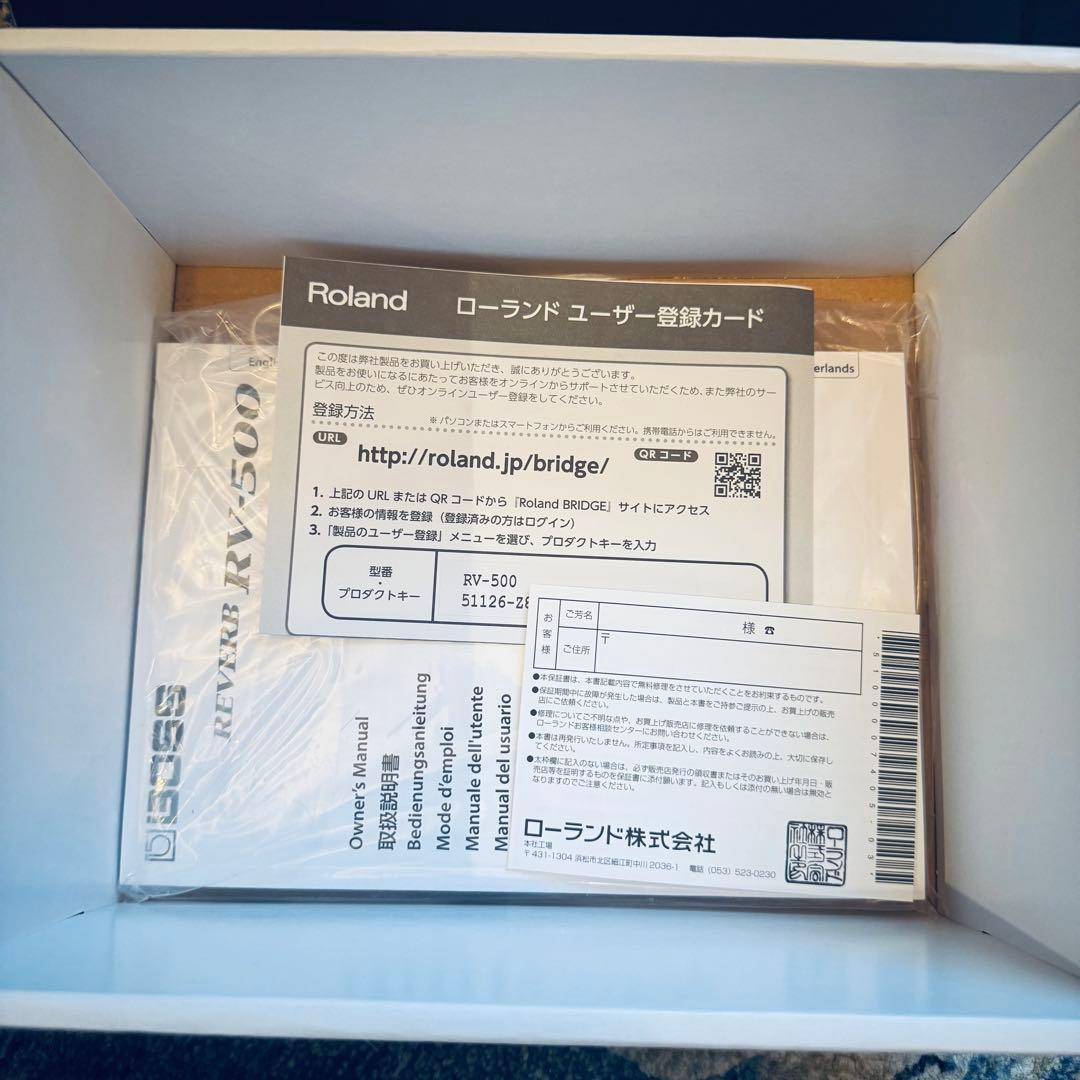 Roland
ローランド ユーザー登録カード
この度は弊社製品をお買い上げいただき、誠にありがとうございます。
製品をお使いになるにあたってお客様をオンラインからサポートさせていただくため、また弊社のサー
ビス向上のため、ぜひオンラインユーザー登録をしてください。
登録方法
※ パソコンまたはスマートフォンからご利用ください。携帯電話からはご利用できません。
URL
http://roland.jp/bridge/
QRコード
1. 上記の URL または QR コードから『Roland BRIDGE』サイトにアクセス
2. お客様の情報を登録（登録済みの方はログイン）
3.「製品のユーザー登録」メニューを選び、プロダクトキーを入力
型番
・
プロダクトキー
RV-500
51126-Z8
Engli
erlands
BOSS
REVERB RV-500
Owner's Manual
取扱説明書
Bedienungsanleitung
Mode d'emploi
Manuale dell'utente
Manual del usuario
お客様
ご芳名
様 ☎
ご住所
〒
●本保証書は、本書記載内容で無料修理をさせていただくことをお約束するものです。
●保証期間中に故障が発生した場合は、製品と本書をご持参ご提示の上、お買上げの販売
店にご依頼ください。
●修理についてご不明な点や、お買上げ販売店に修理を依頼することができない場合は、
ローランドお客様相談センターにお問い合わせください。
●本書は再発行いたしません。所定事項を記入し、内容をよくお読みの上、大切に保存し
てください。
●太枠欄に記入のない場合は、必ず販売店発行の領収書またはそのお買い上げ年月日・販
売店等を証明するものを保証書に添付願います。記入もしくは添付の無い場合は無効と
なりますのでご注意ください。
ローランド株式会社
本社工場
〒431-1304 浜松市北区細江町中川 2036-1 電話 (053) 523-0230